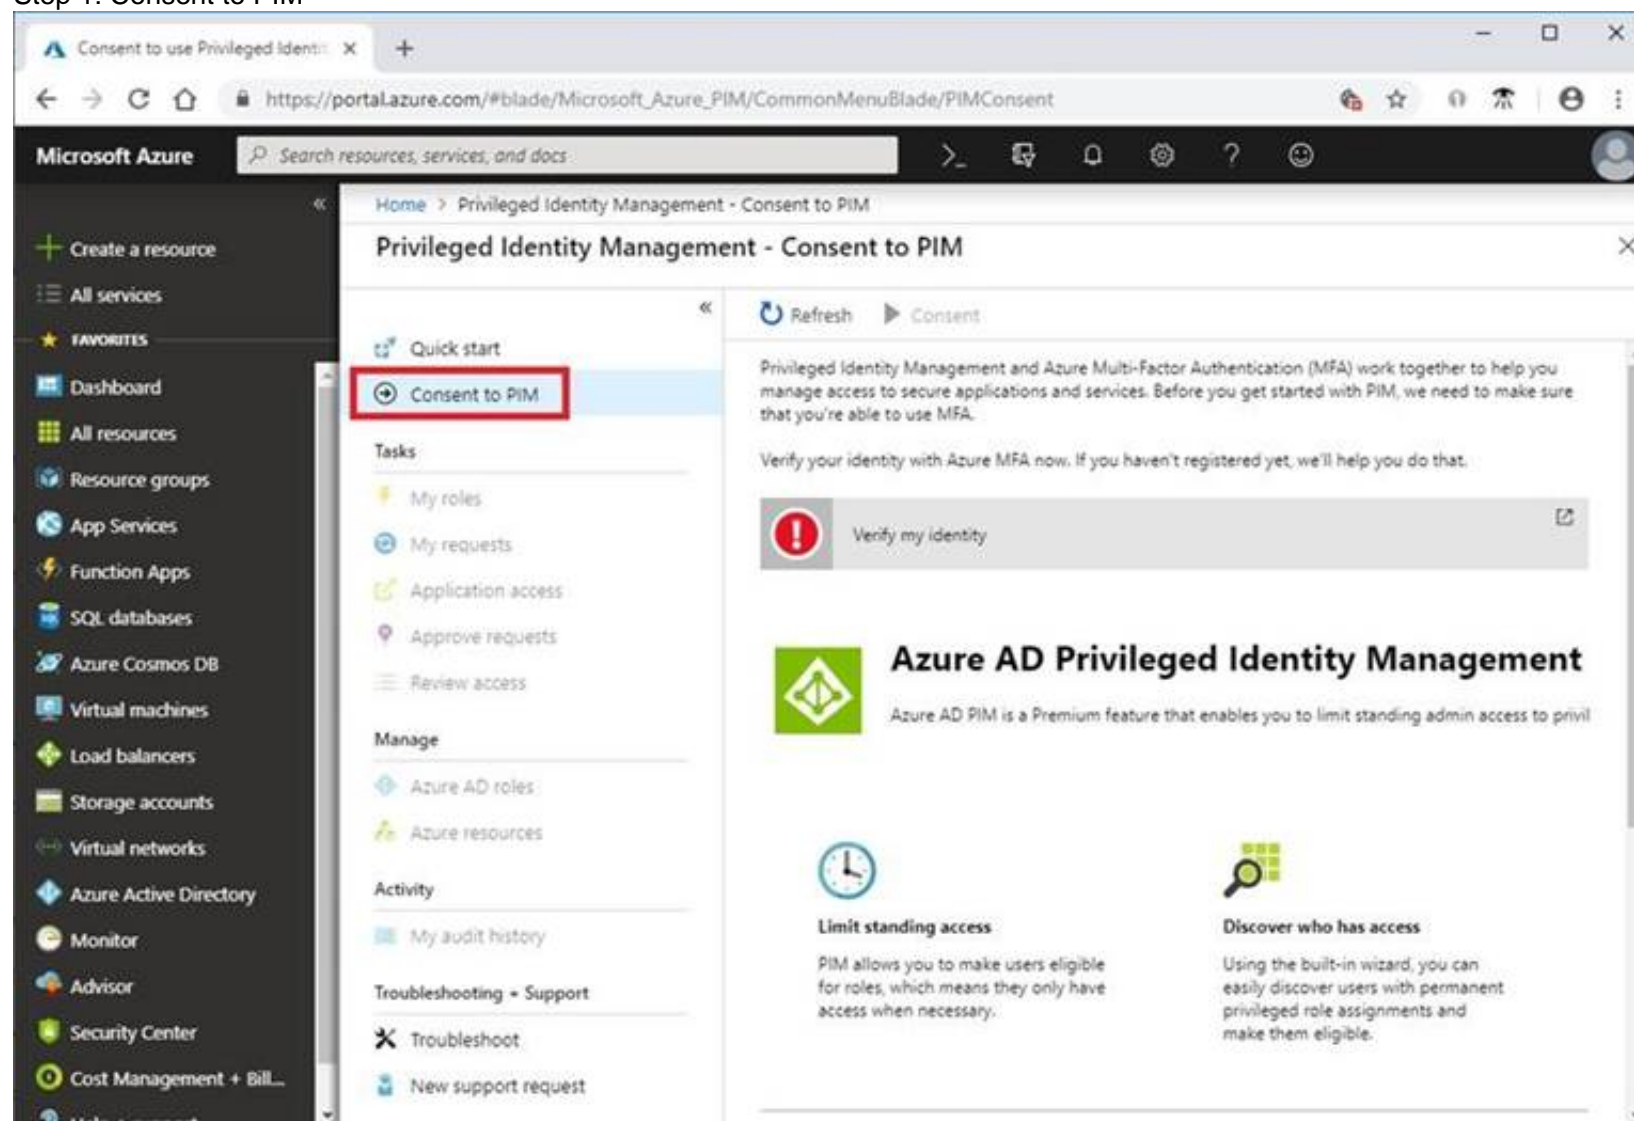 Step 1: Consent to PIM
Consent to use Privileged Identit
https://portal.azure.com/#blade/Microsoft_Azure_PIM/CommonMenuBlade/PIMConsent
Microsoft Azure
Search resources, services, and docs
Home > Privileged Identity Management - Consent to PIM
Privileged Identity Management - Consent to PIM
Create a resource
All services
FAVORITES
Dashboard
All resources
Resource groups
App Services
Function Apps
SQL databases
Azure Cosmos DB
Virtual machines
Load balancers
Storage accounts
Virtual networks
Azure Active Directory
Monitor
Advisor
Security Center
Cost Management + Bill...
Help + support
Quick start
Consent to PIM
Tasks
My roles
My requests
Application access
Approve requests
Review access
Manage
Azure AD roles
Azure resources
Activity
My audit history
Troubleshooting + Support
Troubleshoot
New support request
Refresh Consent
Privileged Identity Management and Azure Multi-Factor Authentication (MFA) work together to help you
manage access to secure applications and services. Before you get started with PIM, we need to make sure
that you're able to use MFA.
Verify your identity with Azure MFA now. If you haven't registered yet, we'll help you do that.
Verify my identity
Azure AD Privileged Identity Management
Azure AD PIM is a Premium feature that enables you to limit standing admin access to privil
Limit standing access
PIM allows you to make users eligible
for roles, which means they only have
access when necessary.
Discover who has access
Using the built-in wizard, you can
easily discover users with permanent
privileged role assignments and
make them eligible.